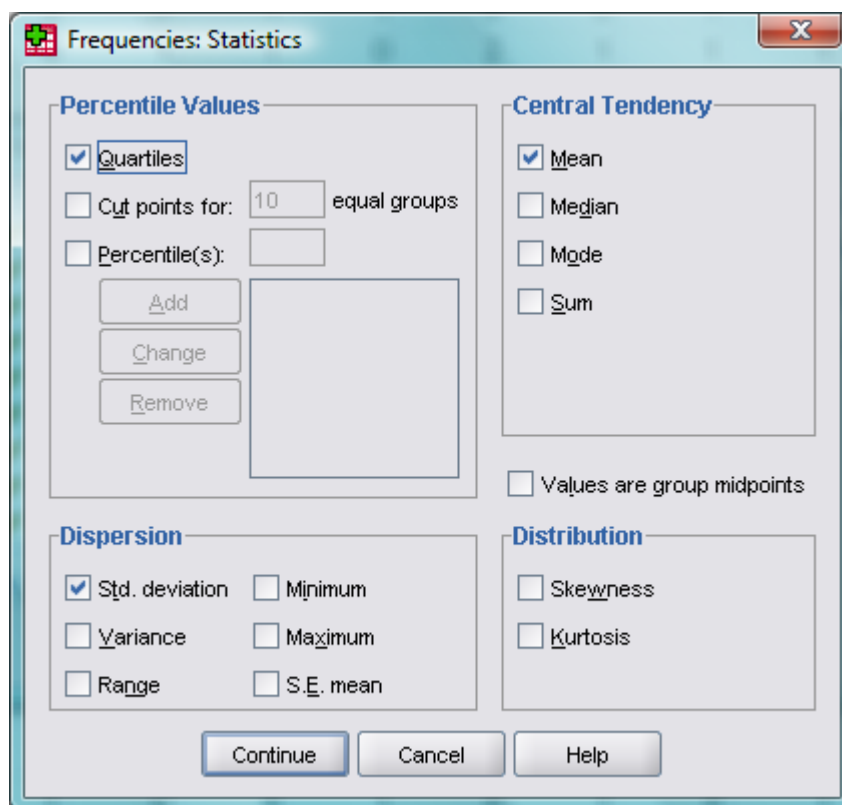 Frequencies: Statistics
Percentile Values
Quartiles
Cut points for: 10 equal groups
Percentile(s):
Add
Change
Remove
Central Tendency
Mean
Median
Mode
Sum
Values are group midpoints
Dispersion
Std. deviation Minimum
Variance Maximum
Range S.E. mean
Distribution
Skewness
Kurtosis
Continue Cancel Help